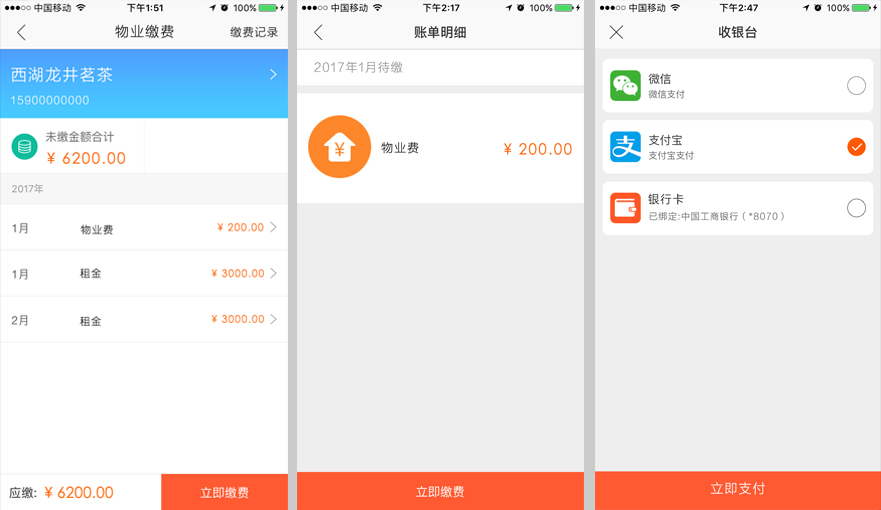 中国移动 下午1:51 100%
物业缴费 缴费记录
西湖龙井茗茶
15900000000
未缴金额合计
¥ 6200.00
2017年
1月 物业费 ¥ 200.00
1月 租金 ¥ 3000.00
2月 租金 ¥ 3000.00
应缴: ¥ 6200.00 立即缴费
中国移动 下午2:17 100%
账单明细
2017年1月待缴
¥ 物业费 ¥ 200.00
立即缴费
中国移动 下午2:47 100%
收银台
微信
微信支付
支 支付宝
支付宝支付
银行卡
已绑定:中国工商银行（*8070）
立即支付